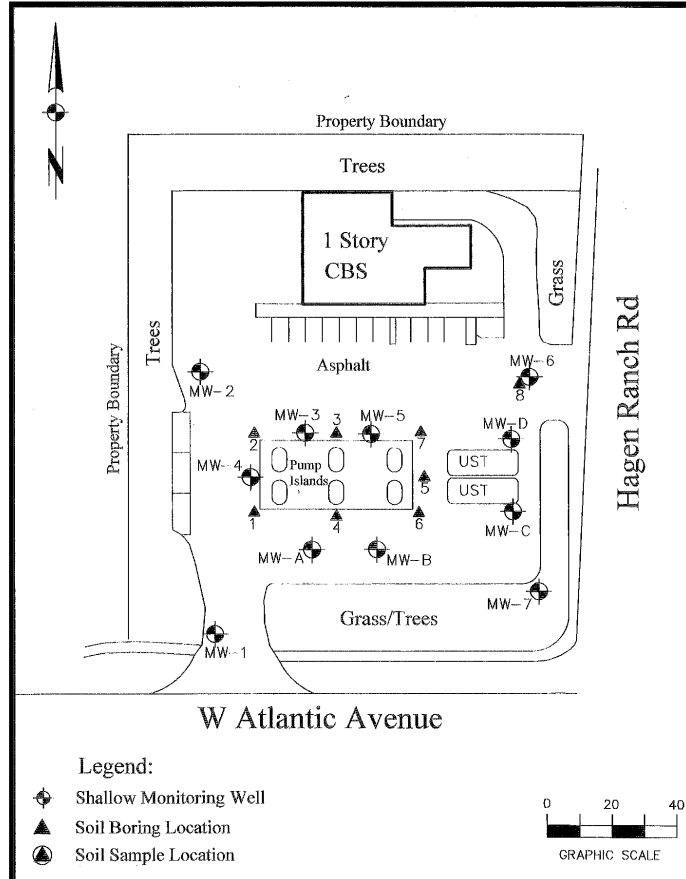 N
Property Boundary
Trees
1 Story
CBS
Grass
Hagen Ranch Rd
Trees
Property Boundary
Asphalt
MW-6
8
MW-2
MW-3
3
MW-5
7
MW-D
2
MW-4
Pump
Islands
5
UST
UST
1
4
6
MW-C
MW-A
MW-B
MW-7
Grass/Trees
MW-1
W Atlantic Avenue
Legend:
Shallow Monitoring Well
Soil Boring Location
Soil Sample Location
0 20 40
GRAPHIC SCALE